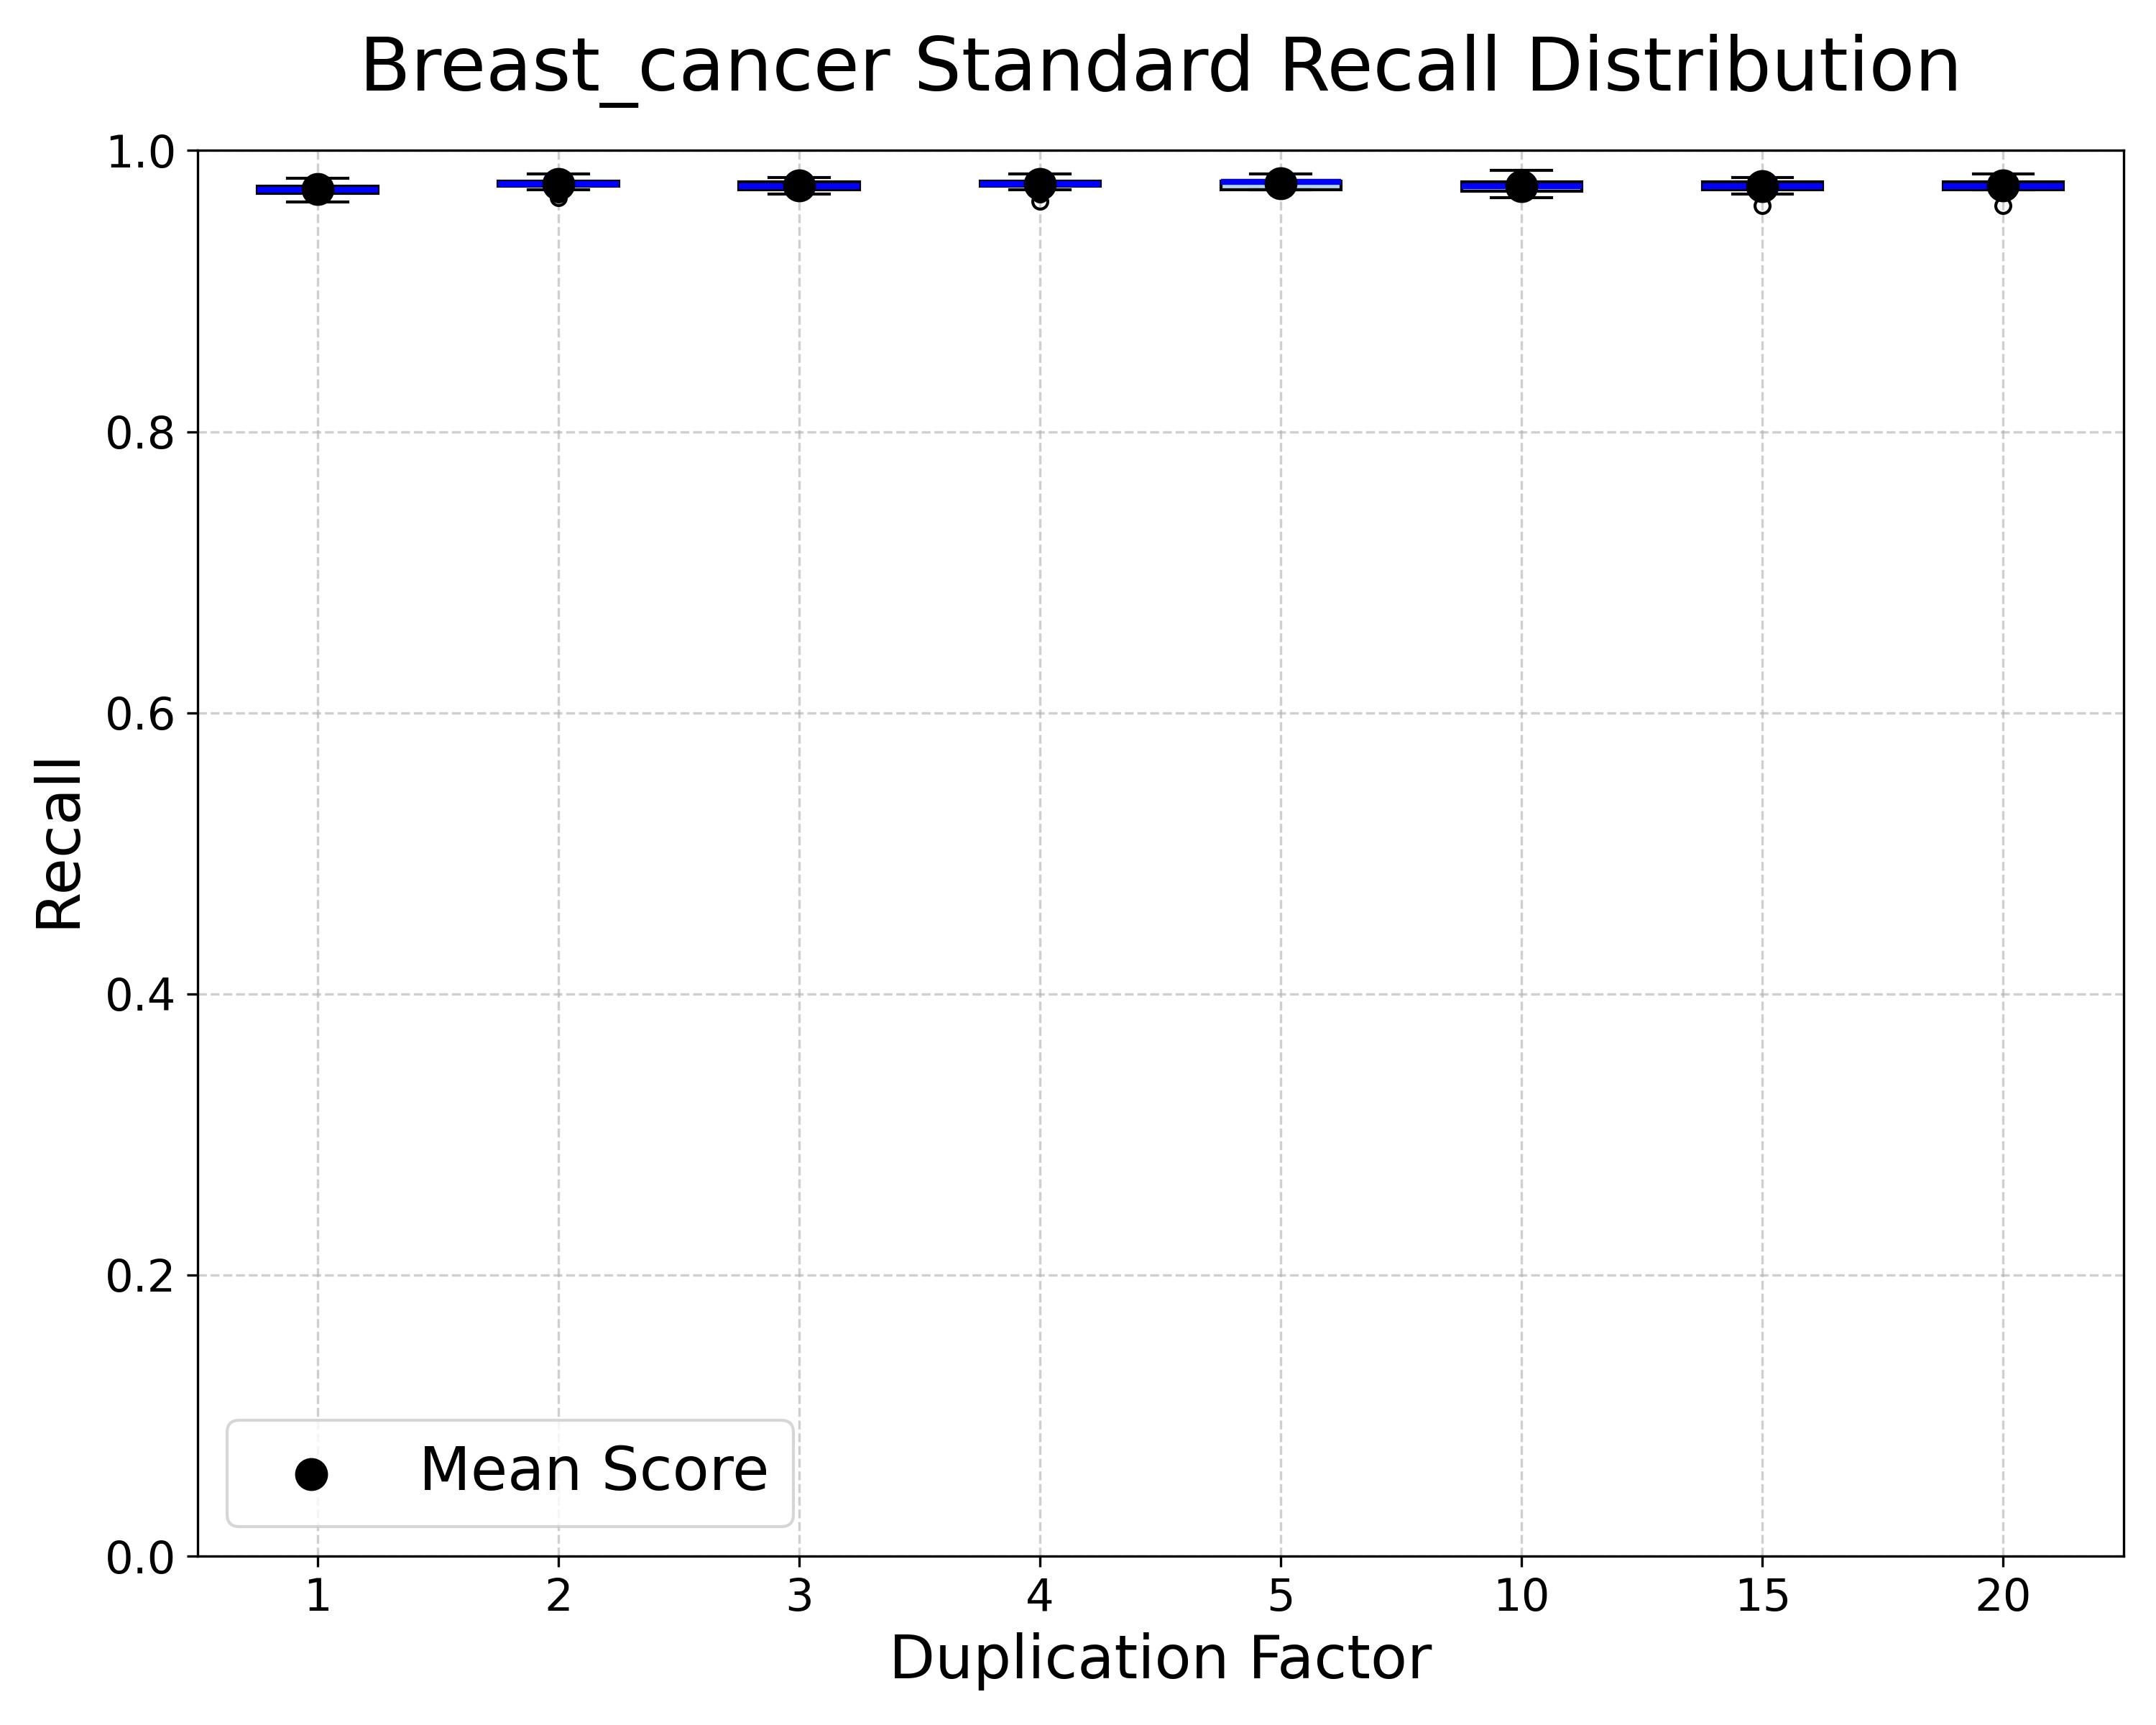 Breast_cancer Standard Recall Distribution
1.0
0.8
0.6
0.4
0.2
0.0
Recall
Mean Score
1 2 3 4 5 10 15 20
Duplication Factor